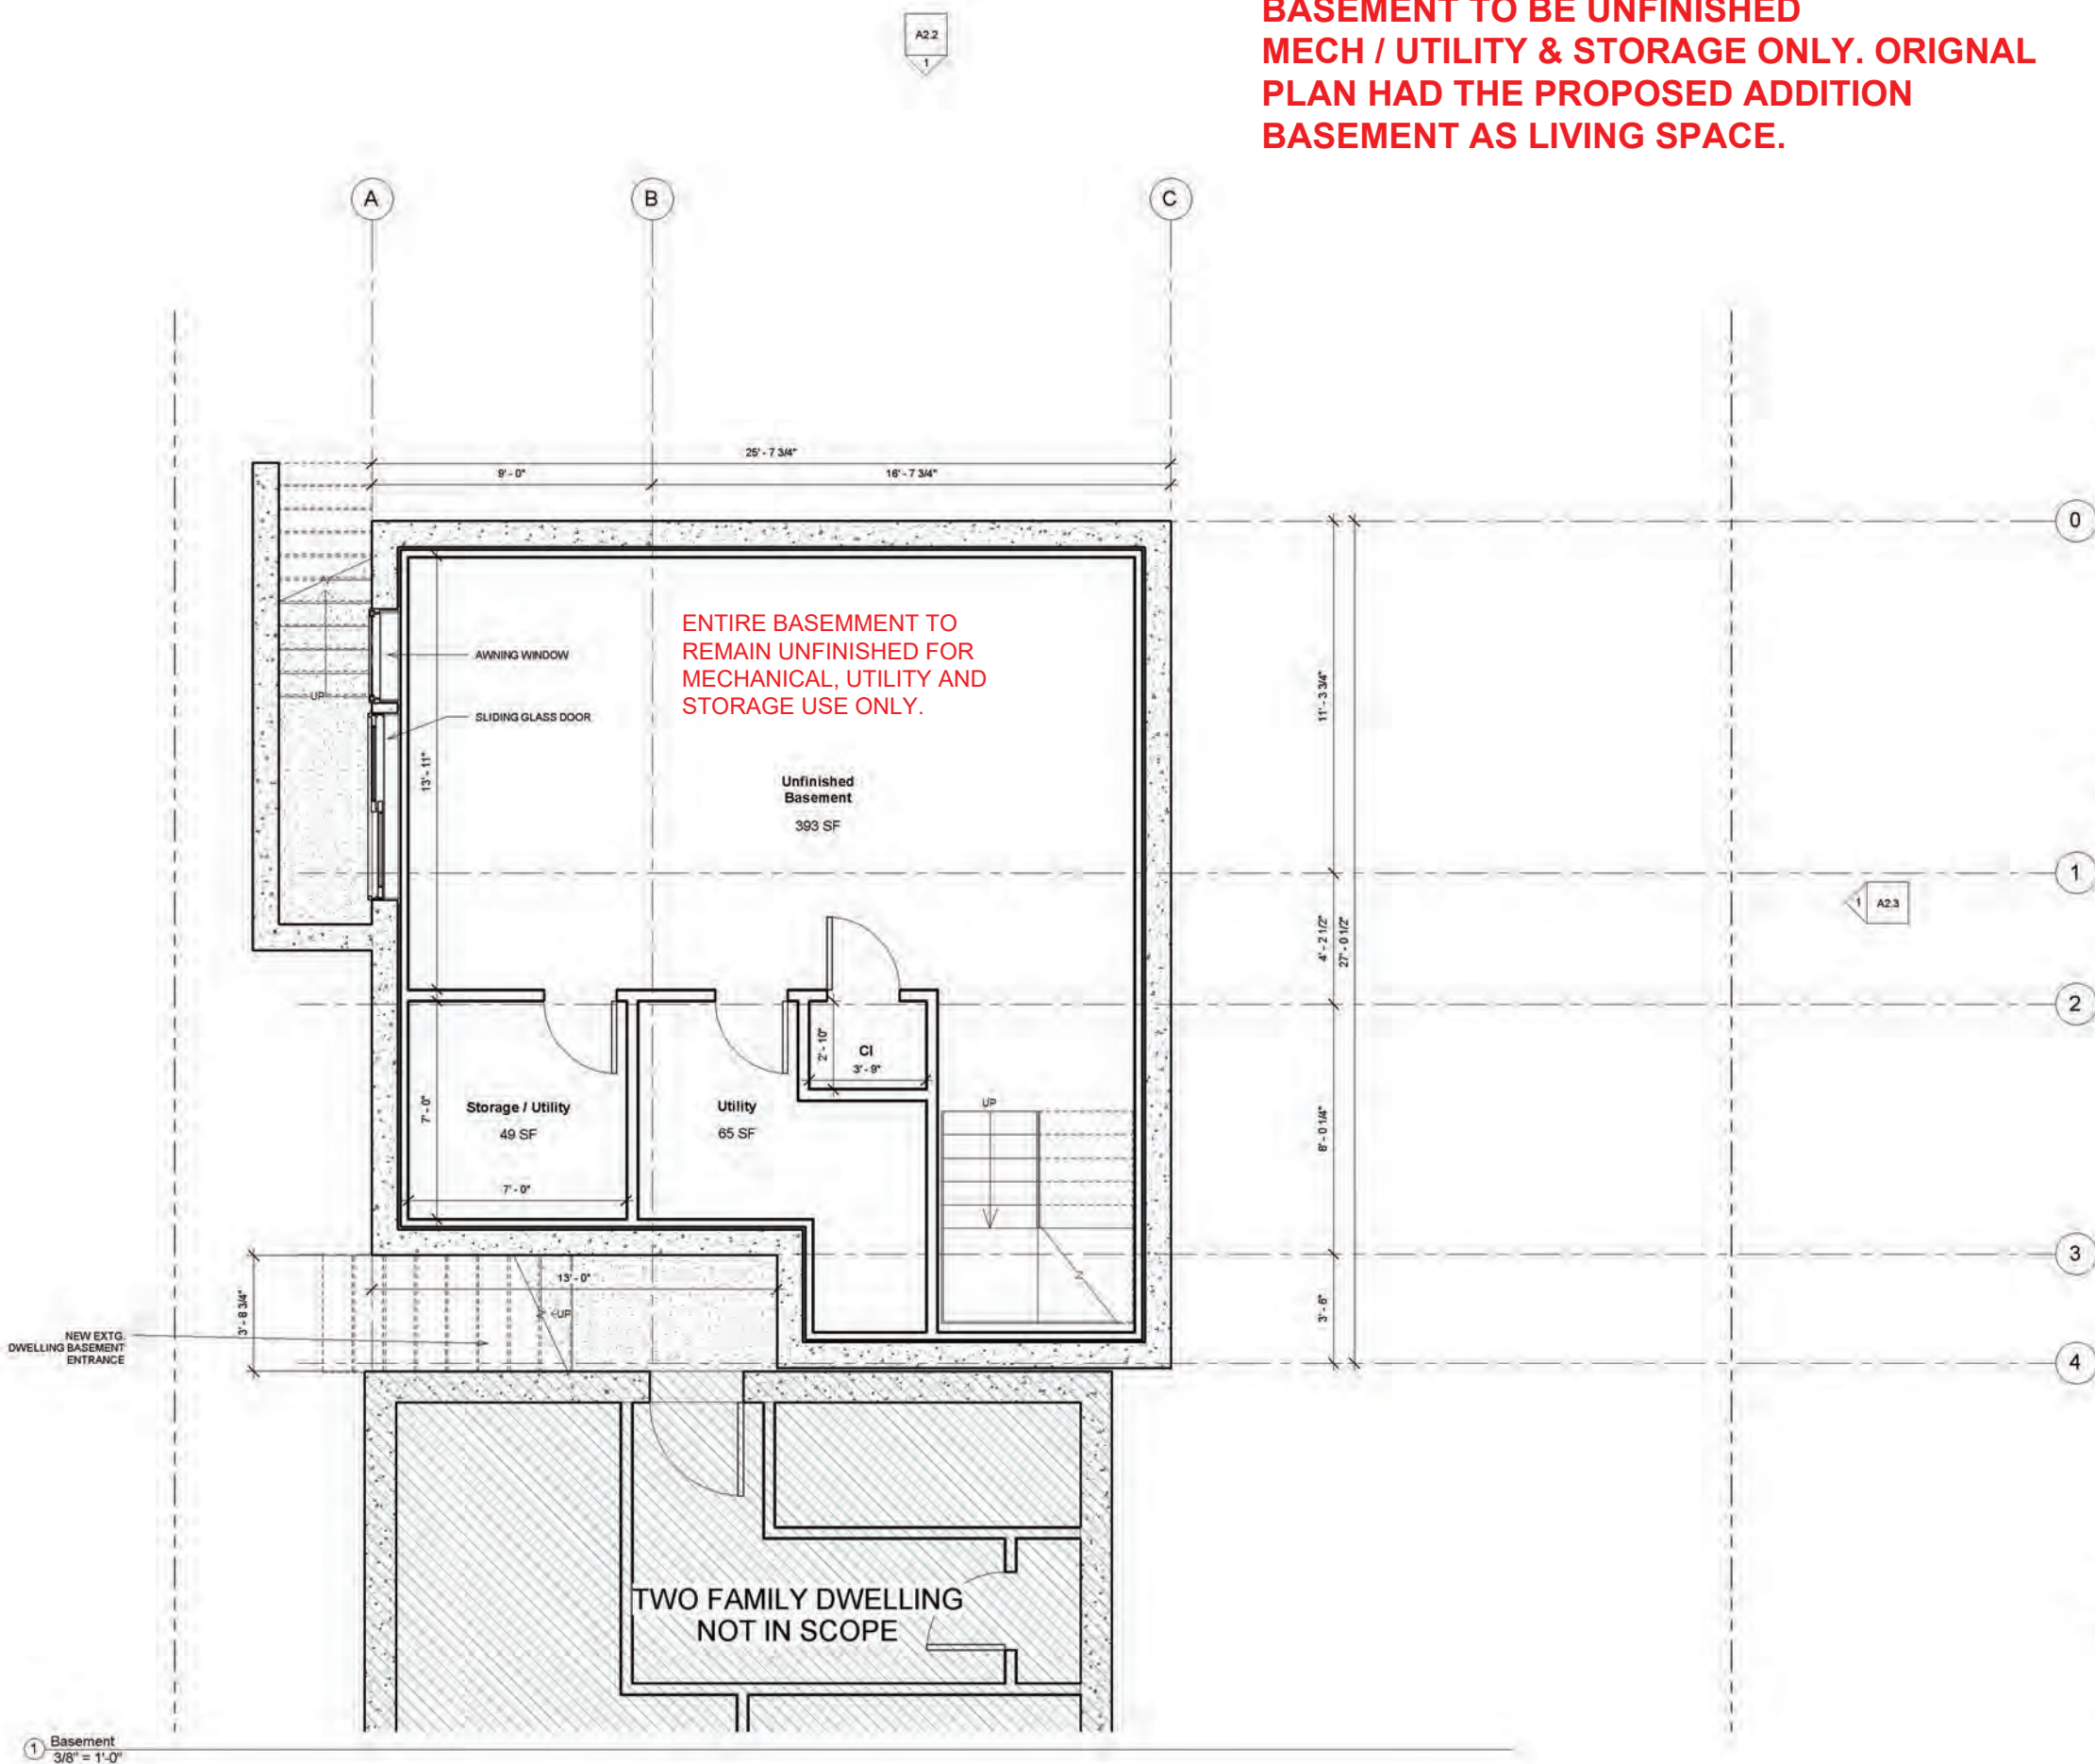 BASEMENT TO BE UNFINISHED
MECH / UTILITY & STORAGE ONLY. ORIGNAL
PLAN HAD THE PROPOSED ADDITION
BASEMENT AS LIVING SPACE.
A2.2
1
A
B
C
25' - 7 3/4"
9' - 0"
16' - 7 3/4"
0
ENTIRE BASEMMENT TO
REMAIN UNFINISHED FOR
MECHANICAL, UTILITY AND
STORAGE USE ONLY.
AWNING WINDOW
UP
SLIDING GLASS DOOR
11' - 3 3/4"
13' - 11"
Unfinished
Basement
393 SF
1
1
A2.3
4' - 2 1/2"
27' - 0 1/2"
2
2' - 10"
Cl
3' - 9"
7' - 0"
Storage / Utility
49 SF
Utility
65 SF
UP
8' - 0 1/4"
7' - 0"
3
13' - 0"
UP
3' - 8 3/4"
3' - 6"
NEW EXTG.
DWELLING BASEMENT
ENTRANCE
4
TWO FAMILY DWELLING
NOT IN SCOPE
1
Basement
3/8" = 1'-0"